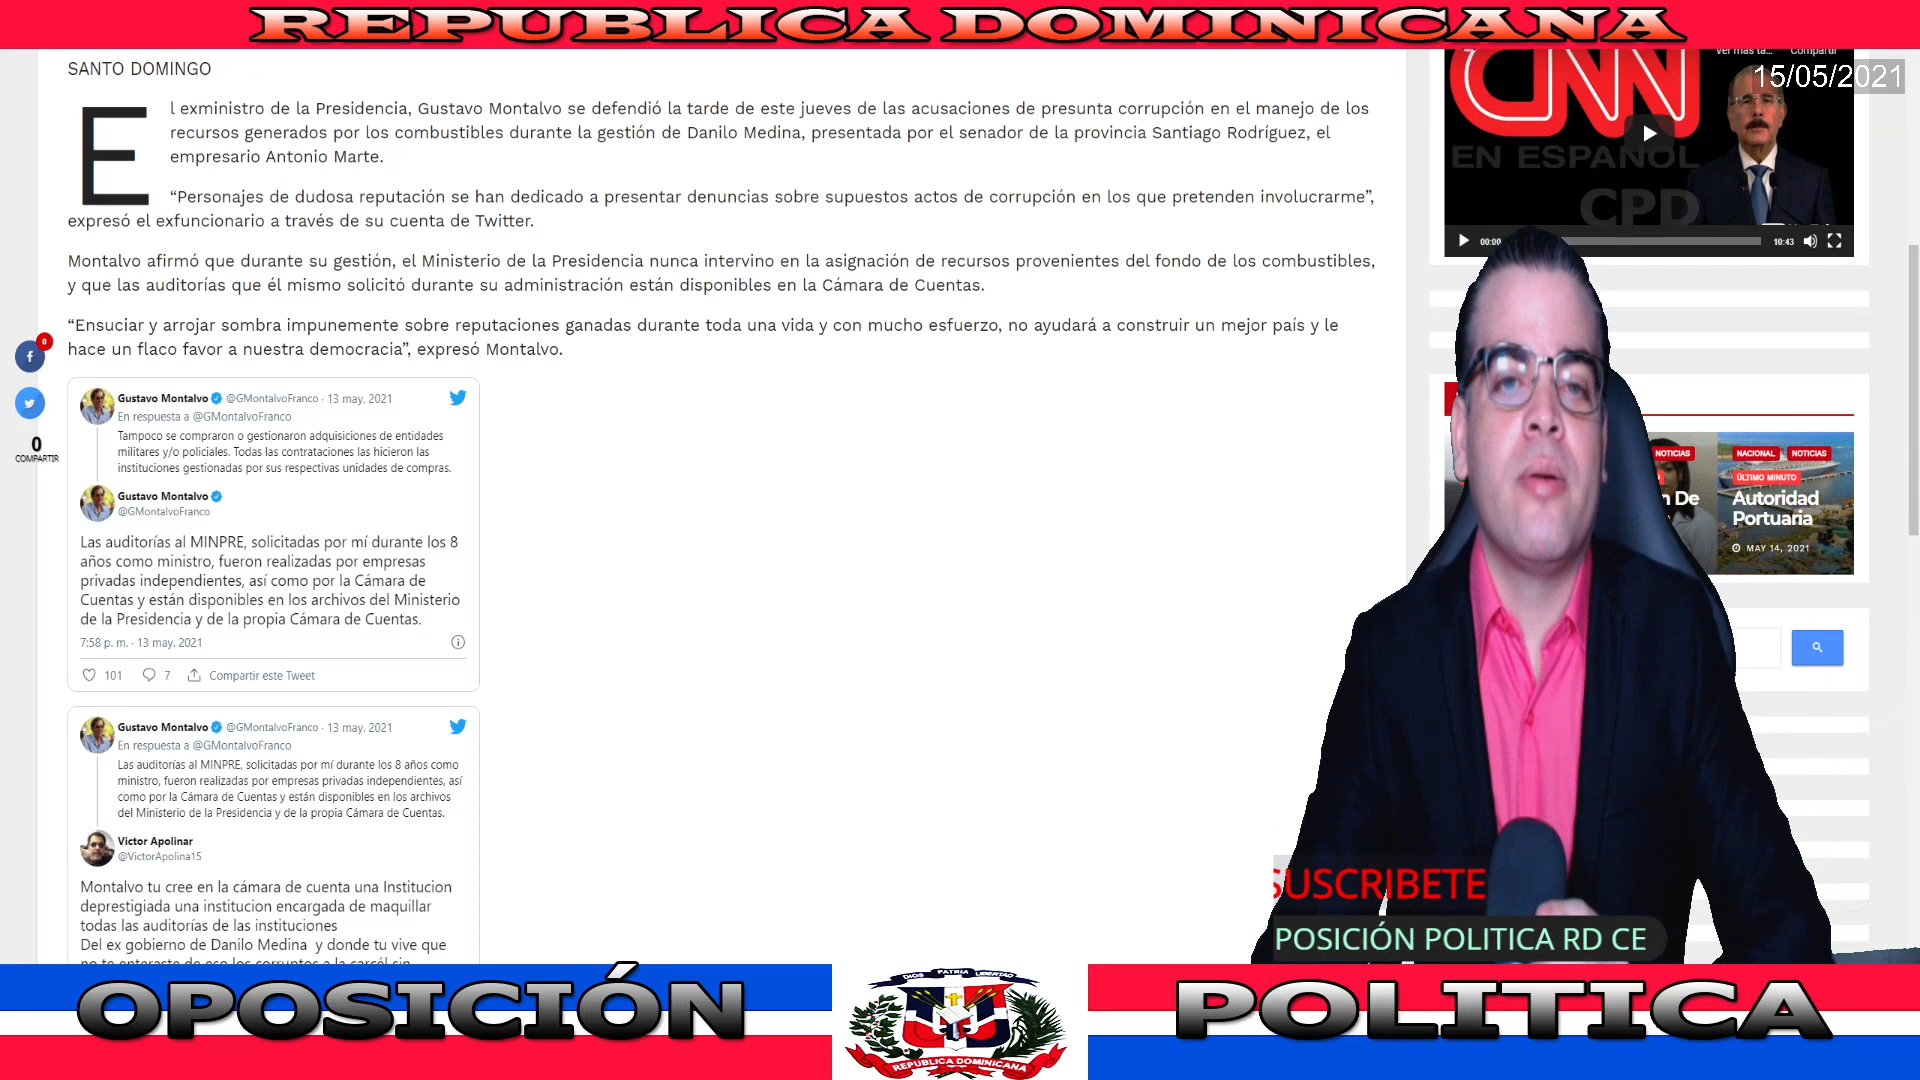 REPUBLICA DOMINICANA
15/05/2021
SANTO DOMINGO
El exministro de la Presidencia, Gustavo Montalvo se defendió la tarde de este jueves de las acusaciones de presunta corrupción en el manejo de los
recursos generados por los combustibles durante la gestión de Danilo Medina, presentada por el senador de la provincia Santiago Rodríguez, el
empresario Antonio Marte.
“Personajes de dudosa reputación se han dedicado a presentar denuncias sobre supuestos actos de corrupción en los que pretenden involucrarme”,
expresó el exfuncionario a través de su cuenta de Twitter.
Montalvo afirmó que durante su gestión, el Ministerio de la Presidencia nunca intervino en la asignación de recursos provenientes del fondo de los combustibles,
y que las auditorías que él mismo solicitó durante su administración están disponibles en la Cámara de Cuentas.
“Ensuciar y arrojar sombra impunemente sobre reputaciones ganadas durante toda una vida y con mucho esfuerzo, no ayudará a construir un mejor país y le
hace un flaco favor a nuestra democracia”, expresó Montalvo.
0
0
COMPARTIR
Gustavo Montalvo @GMontalvoFranco · 13 may. 2021
En respuesta a @GMontalvoFranco
Tampoco se compraron o gestionaron adquisiciones de entidades
militares y/o policiales. Todas las contrataciones las hicieron las
instituciones gestionadas por sus respectivas unidades de compras.
Gustavo Montalvo
@GMontalvoFranco
Las auditorías al MINPRE, solicitadas por mí durante los 8
años como ministro, fueron realizadas por empresas
privadas independientes, así como por la Cámara de
Cuentas y están disponibles en los archivos del Ministerio
de la Presidencia y de la propia Cámara de Cuentas.
7:58 p. m. · 13 may. 2021
101 7 Compartir este Tweet
Gustavo Montalvo @GMontalvoFranco · 13 may. 2021
En respuesta a @GMontalvoFranco
Las auditorías al MINPRE, solicitadas por mí durante los 8 años como
ministro, fueron realizadas por empresas privadas independientes, así
como por la Cámara de Cuentas y están disponibles en los archivos
del Ministerio de la Presidencia y de la propia Cámara de Cuentas.
Victor Apolinar
@VictorApolina15
Montalvo tu cree en la cámara de cuenta una Institucion
deprestigiada una institucion encargada de maquillar
todas las auditorías de las instituciones
Del ex gobierno de Danilo Medina y donde tu vive que
no te enteraste de eso los corruptos a la carcél sin
Ver más ta... Compartir
CNN
EN ESPAÑOL
CPD
00:00
10:43
NOTICIAS
n De
NACIONAL NOTICIAS
ÚLTIMO MINUTO
Autoridad
Portuaria
MAY 14, 2021
SUSCRIBETE
POSICIÓN POLITICA RD CE
OPOSICIÓN
DIOS PATRIA LIBERTAD
REPUBLICA DOMINICANA
POLITICA